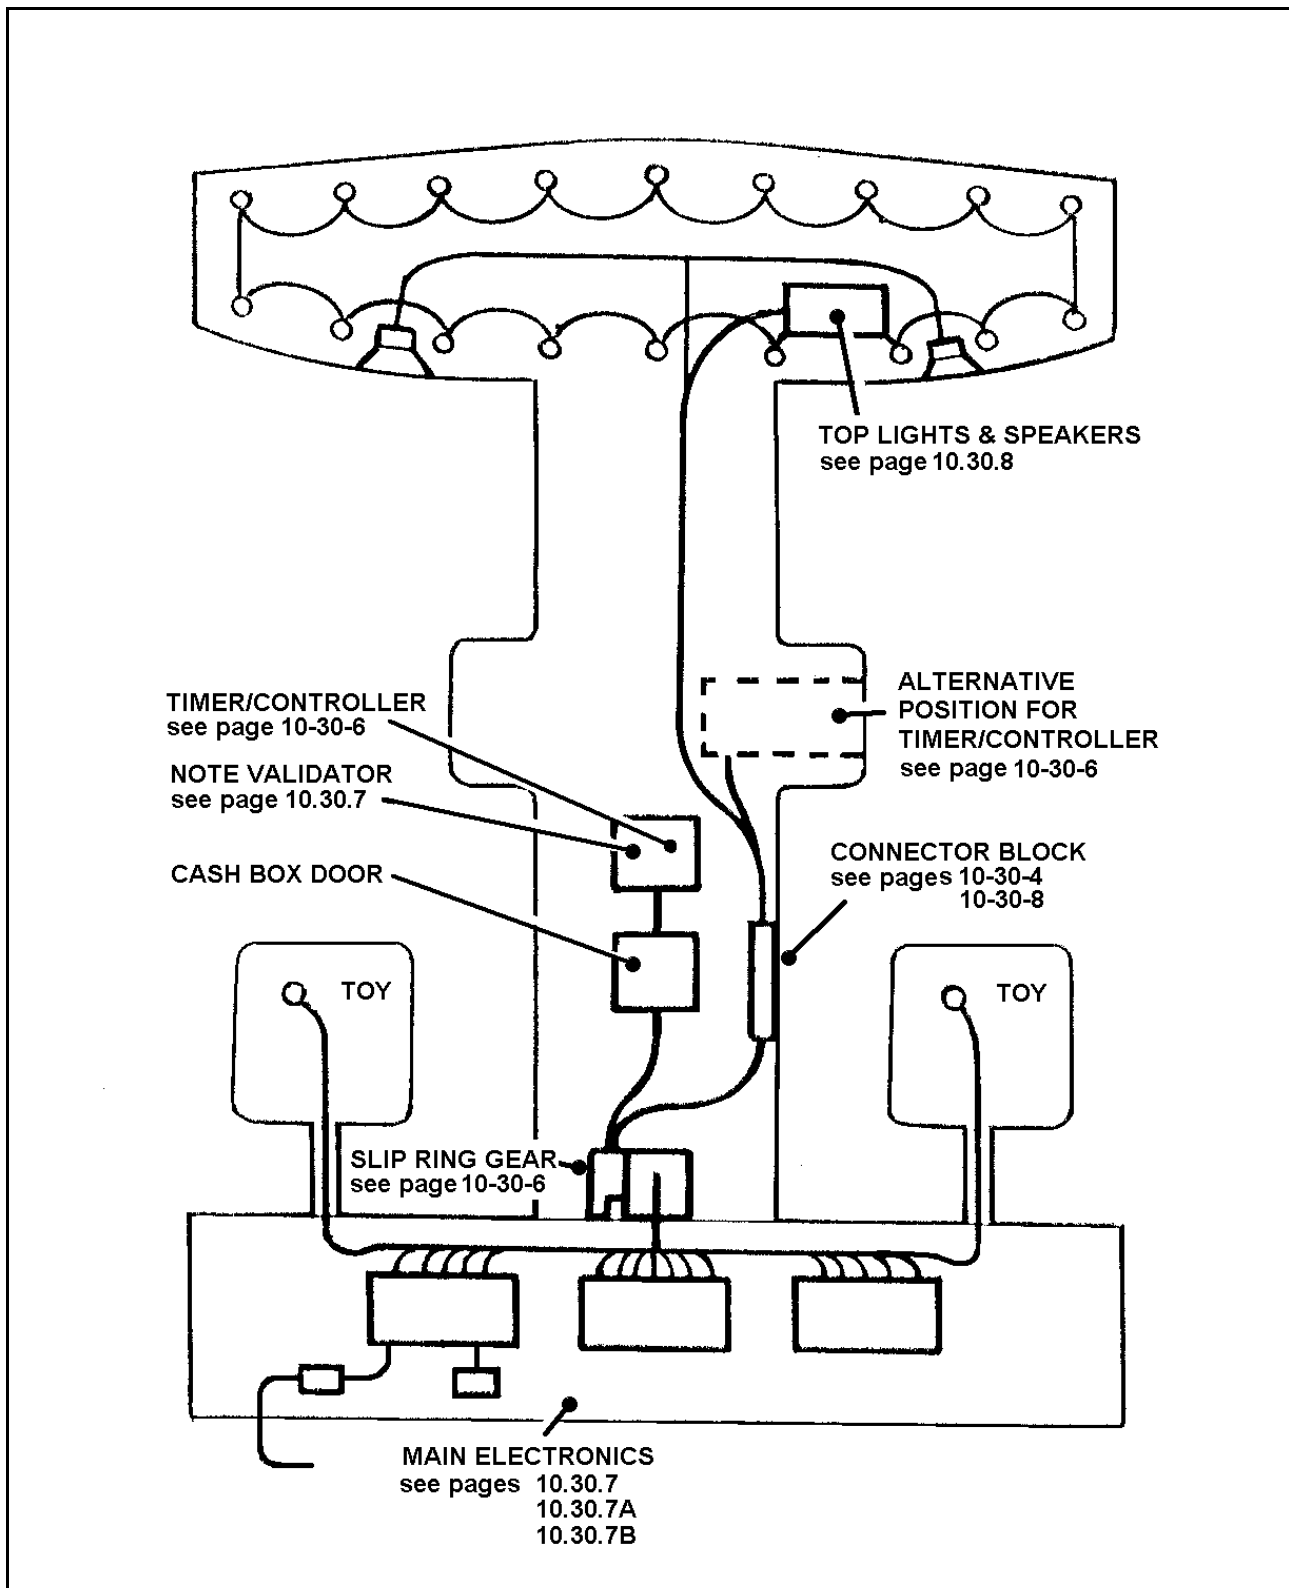 TOP LIGHTS & SPEAKERS
see page 10.30.8
TIMER/CONTROLLER
see page 10-30-6
NOTE VALIDATOR
see page 10.30.7
CASH BOX DOOR
ALTERNATIVE
POSITION FOR
TIMER/CONTROLLER
see page 10-30-6
CONNECTOR BLOCK
see pages 10-30-4
10-30-8
TOY
TOY
SLIP RING GEAR
see page 10-30-6
MAIN ELECTRONICS
see pages 10.30.7
10.30.7A
10.30.7B